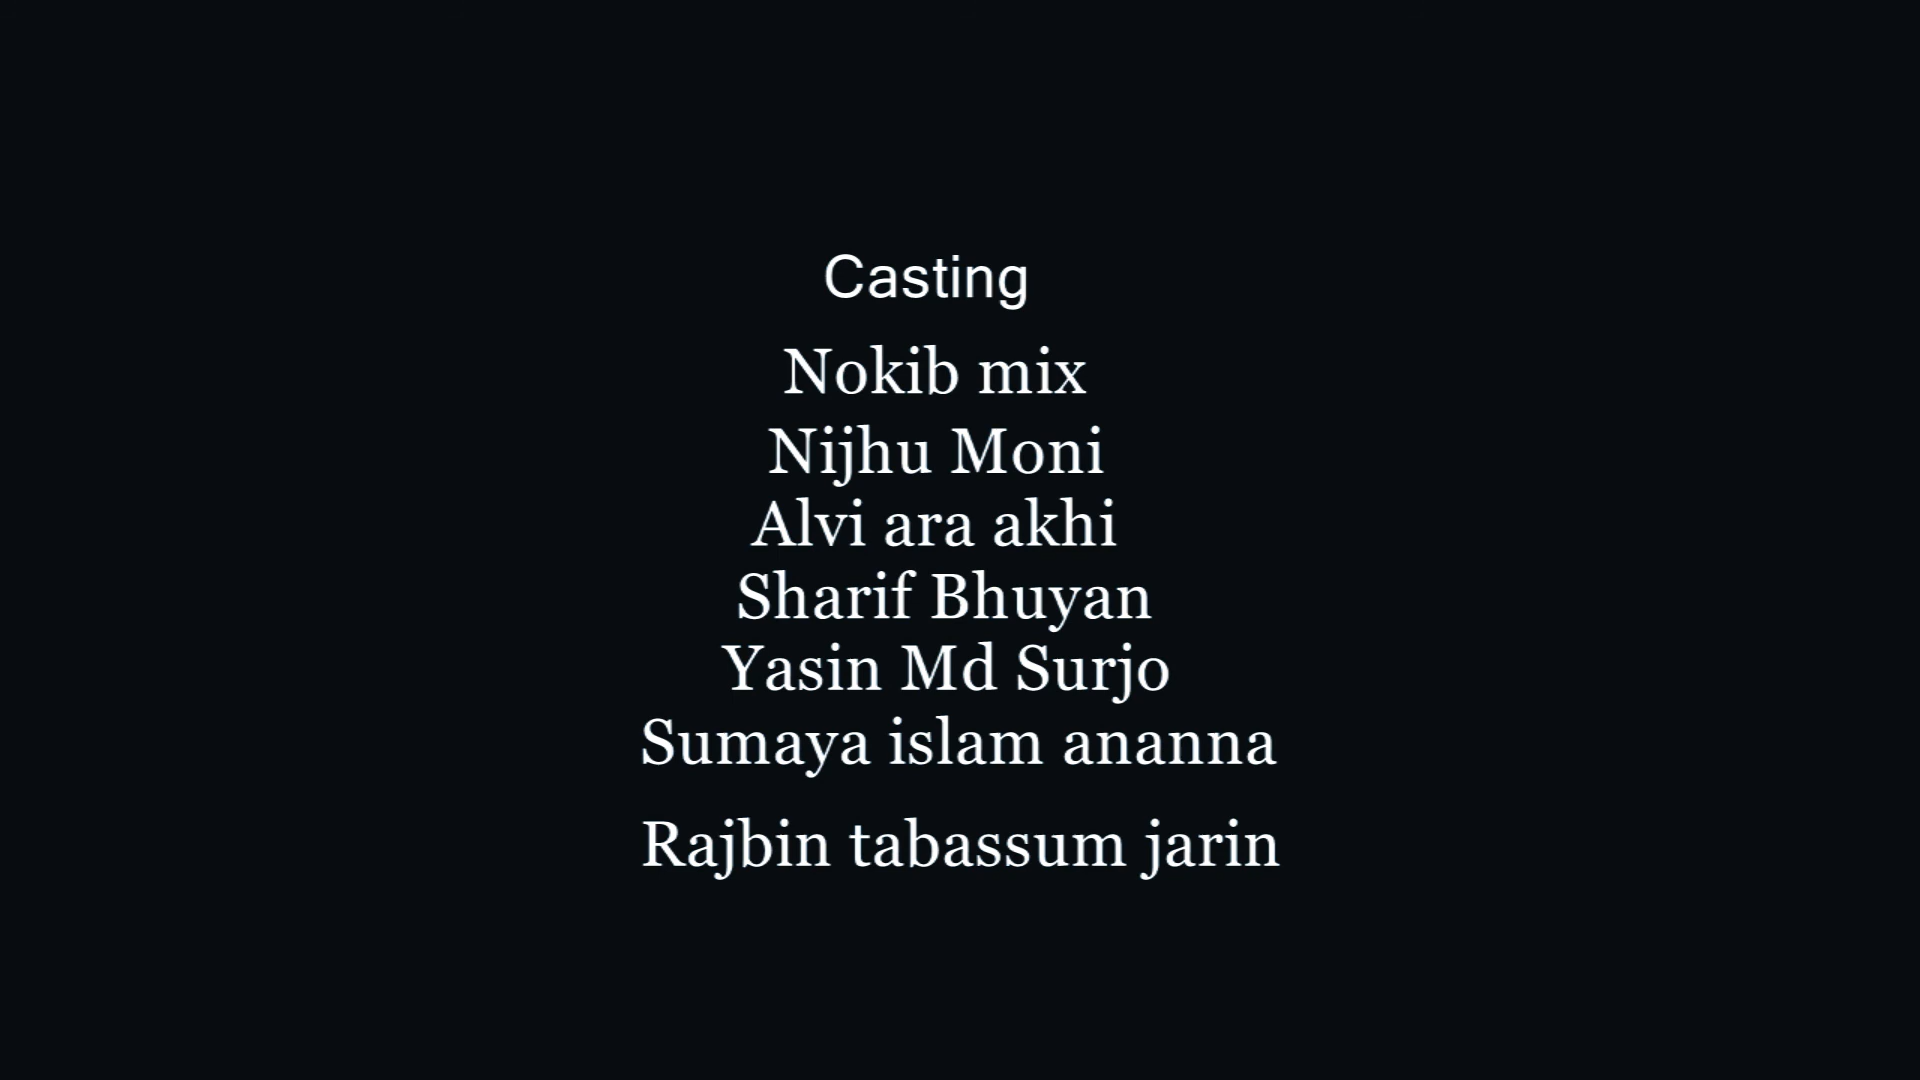 Casting
Nokib mix
Nijhu Moni
Alvi ara akhi
Sharif Bhuyan
Yasin Md Surjo
Sumaya islam ananna
Rajbin tabassum jarin